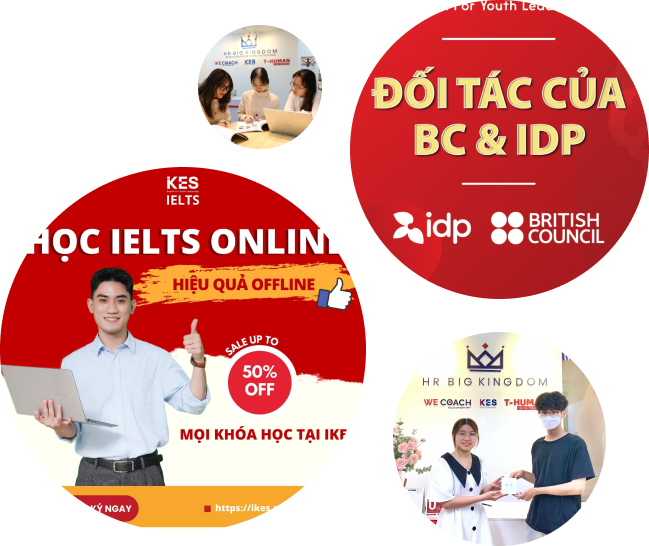 For Youth Lead
ĐỐI TÁC CỦA
BC & IDP
idp
BRITISH
COUNCIL
HR BIG KINGDOM
WE COACH
KES
T-HUMAN
KES
IELTS
HỌC IELTS ONLINE
HIỆU QUẢ OFFLINE
SALE UP TO
50%
OFF
MỌI KHÓA HỌC TẠI IKE
KÝ NGAY
https://ikes.
HR BIG KINGDOM
WE COACH
KES
T-HUMAN